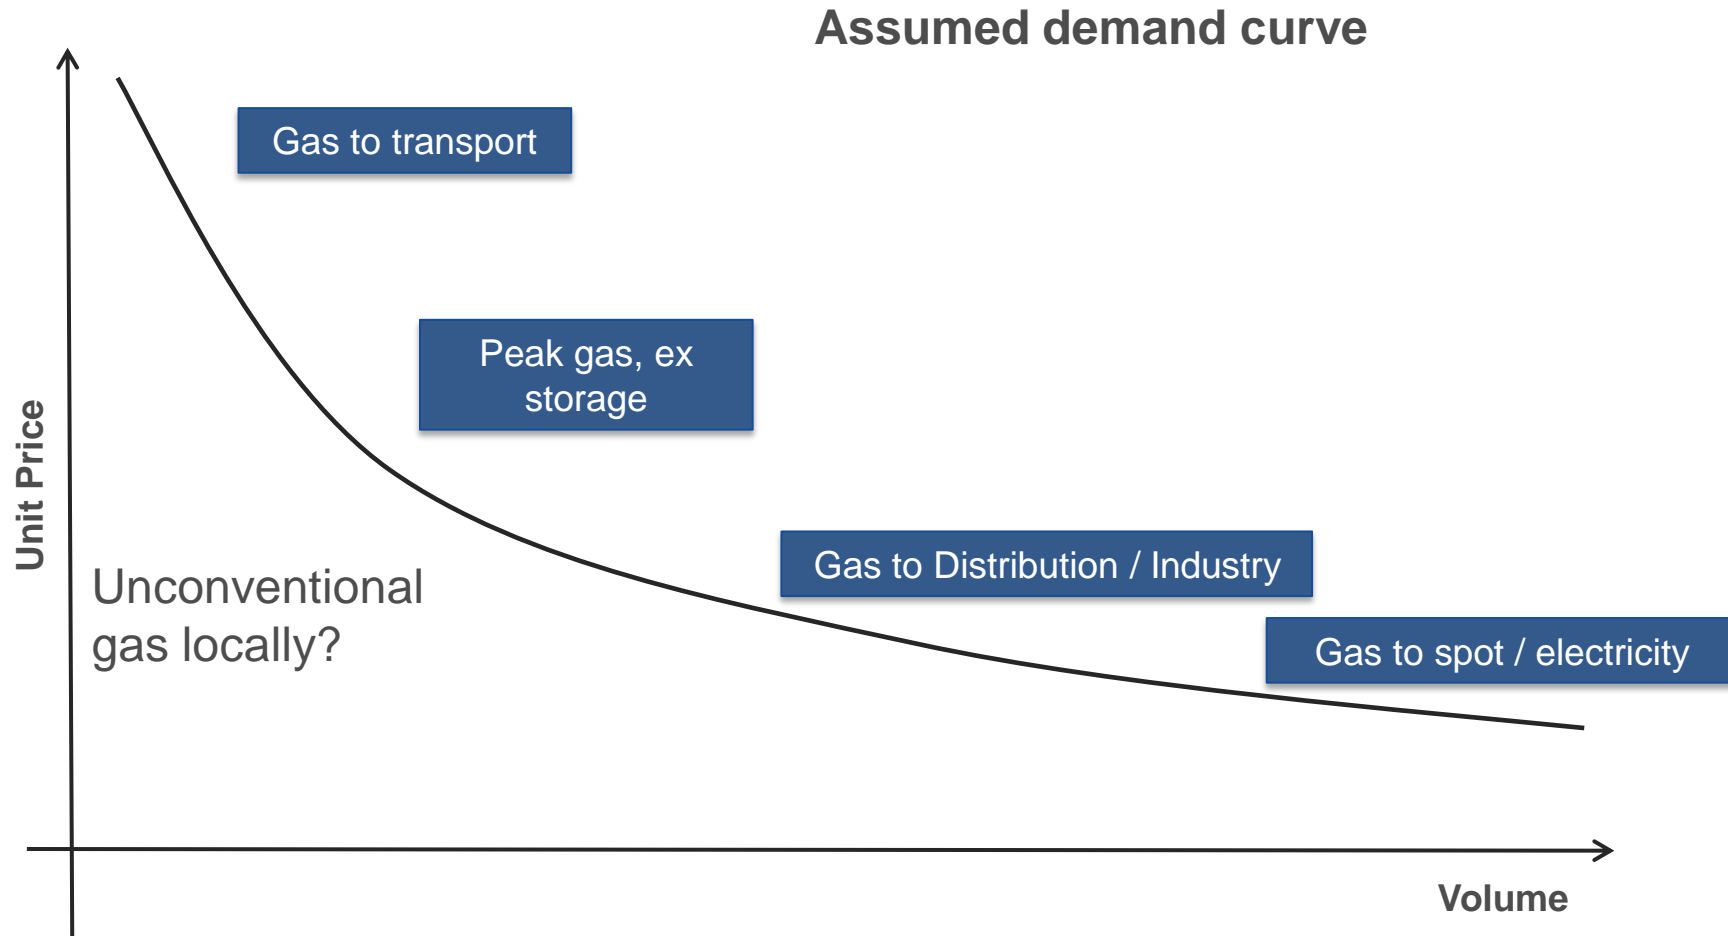 Assumed demand curve
Gas to transport
Peak gas, ex
storage
Unit Price
Gas to Distribution / Industry
Unconventional
gas locally?
Gas to spot / electricity
Volume